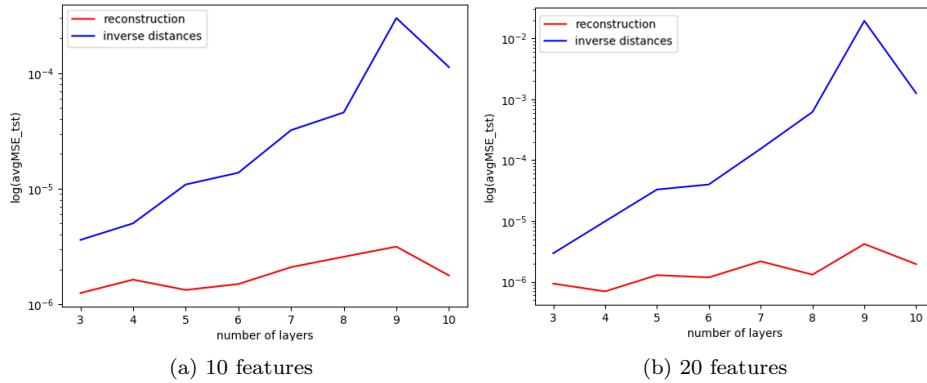 reconstruction
inverse distances
10⁻⁴
10⁻⁵
10⁻⁶
log(avgMSE_tst)
3 4 5 6 7 8 9 10
number of layers
(a) 10 features
reconstruction
inverse distances
10⁻²
10⁻³
10⁻⁴
10⁻⁵
10⁻⁶
log(avgMSE_tst)
3 4 5 6 7 8 9 10
number of layers
(b) 20 features